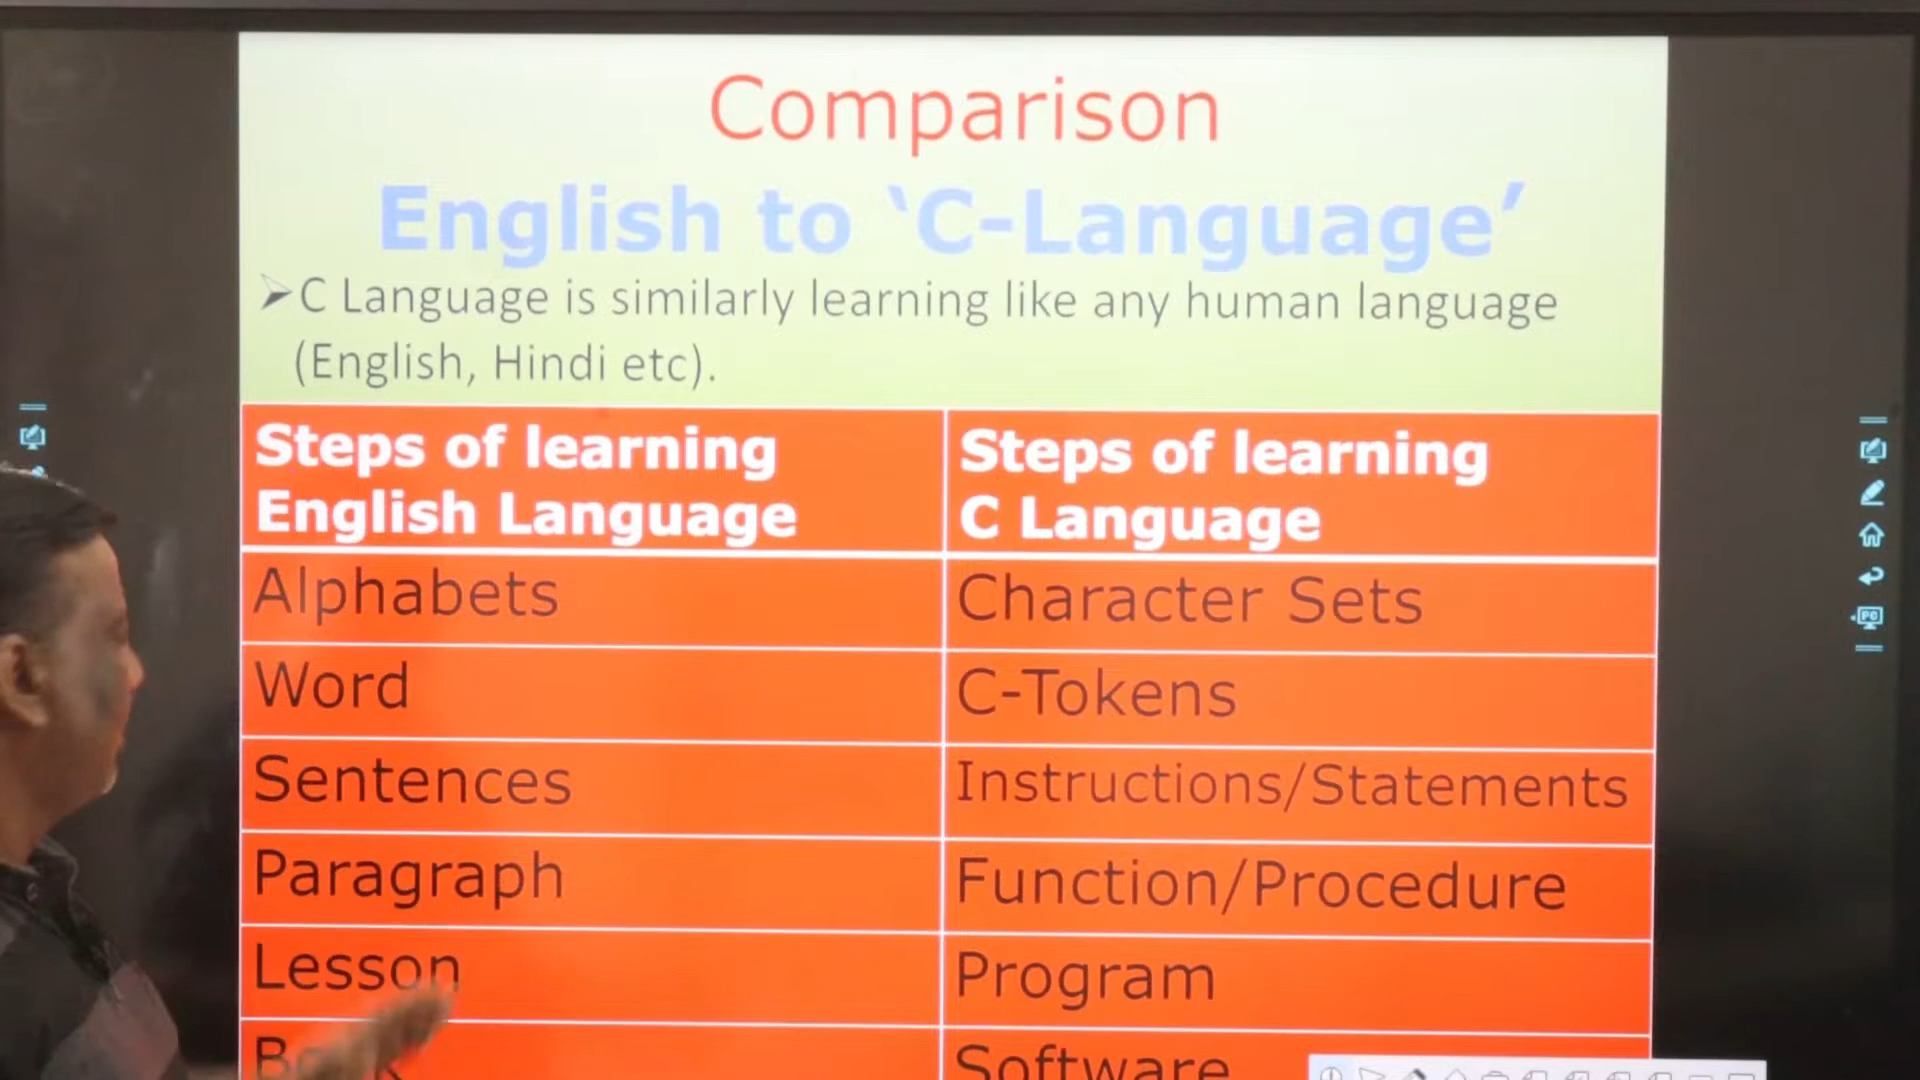 Comparison
English to ‘C-Language’
➢C Language is similarly learning like any human language
(English, Hindi etc).
Steps of learning
English Language
Steps of learning
C Language
Alphabets
Character Sets
Word
C-Tokens
Sentences
Instructions/Statements
Paragraph
Function/Procedure
Lesson
Program
Software
PC